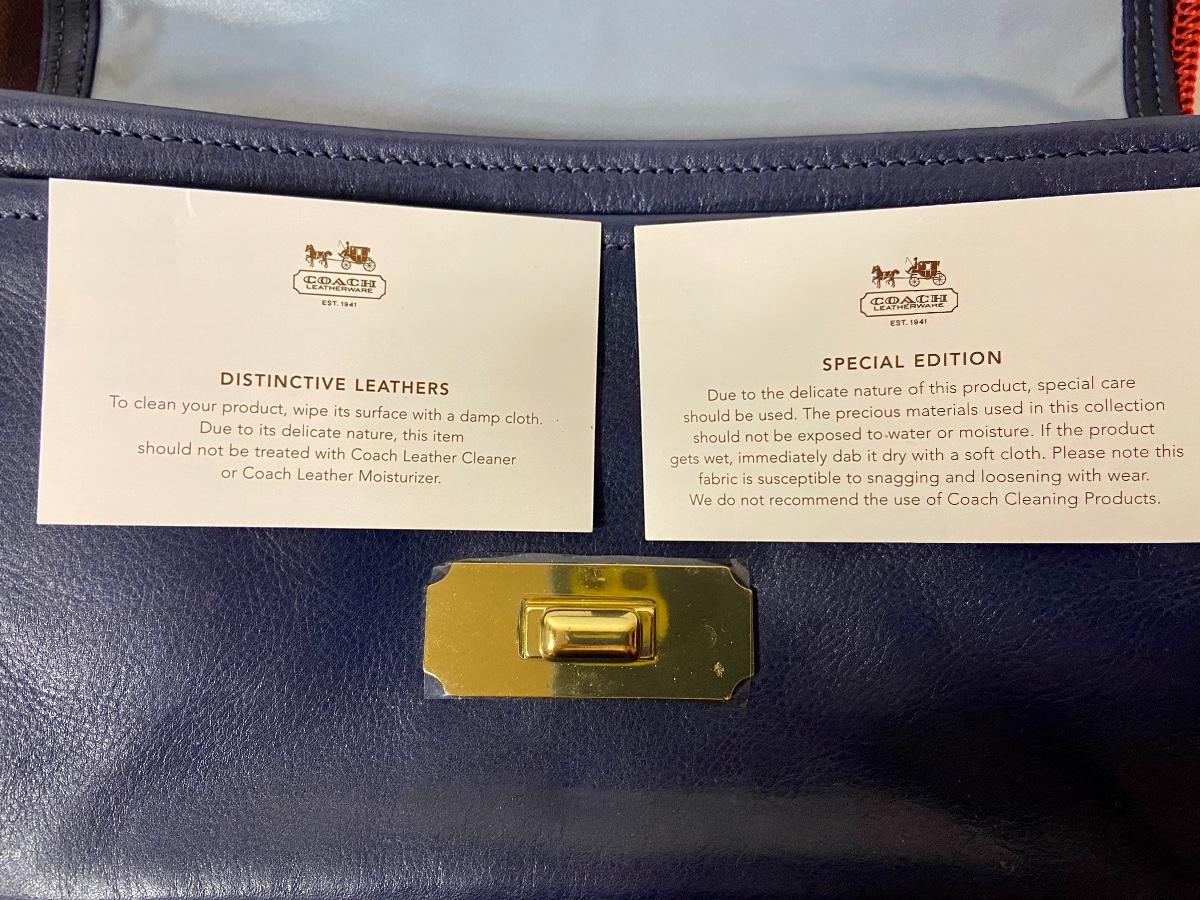 COACH
LEATHERWARE
EST. 1941
DISTINCTIVE LEATHERS
To clean your product, wipe its surface with a damp cloth.
Due to its delicate nature, this item
should not be treated with Coach Leather Cleaner
or Coach Leather Moisturizer.
COACH
LEATHERWARE
EST. 1941
SPECIAL EDITION
Due to the delicate nature of this product, special care
should be used. The precious materials used in this collection
should not be exposed to water or moisture. If the product
gets wet, immediately dab it dry with a soft cloth. Please note this
fabric is susceptible to snagging and loosening with wear.
We do not recommend the use of Coach Cleaning Products.